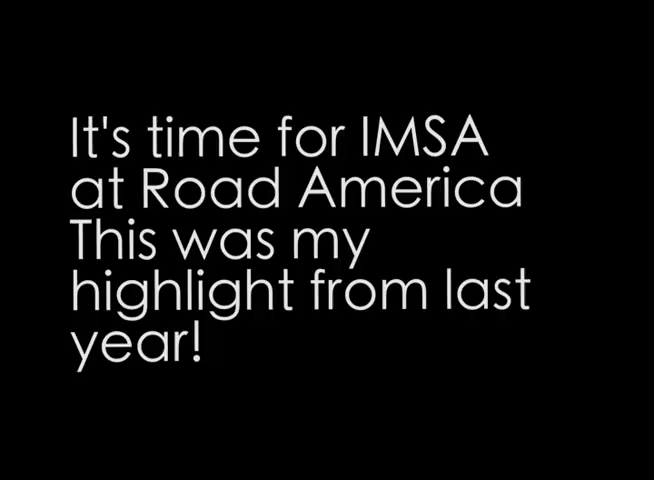 It's time for IMSA
at Road America
This was my
highlight from last
year!